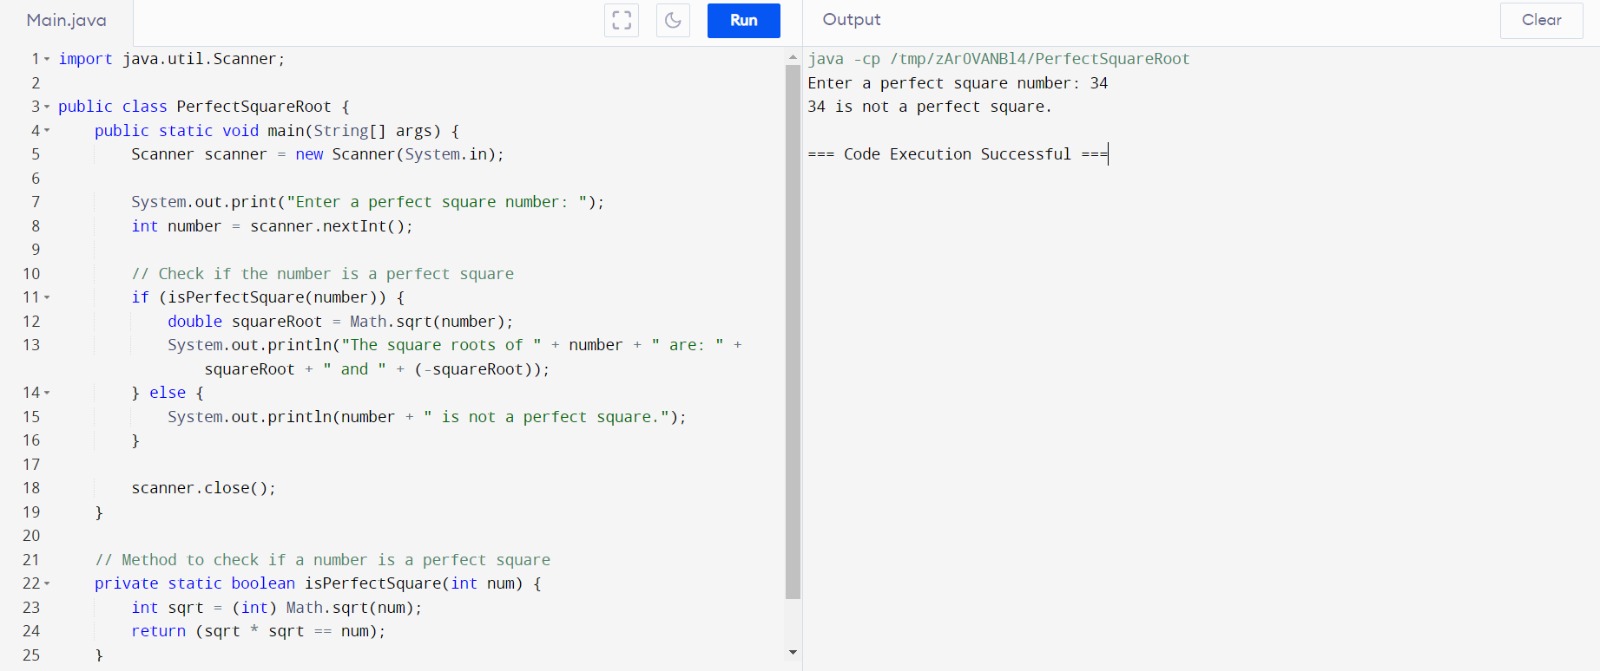 Main.java
Run
Output
Clear
1 import java.util.Scanner;
2
3 public class PerfectSquareRoot {
4     public static void main(String[] args) {
5         Scanner scanner = new Scanner(System.in);
6
7         System.out.print("Enter a perfect square number: ");
8         int number = scanner.nextInt();
9
10         // Check if the number is a perfect square
11         if (isPerfectSquare(number)) {
12             double squareRoot = Math.sqrt(number);
13             System.out.println("The square roots of " + number + " are: " +
squareRoot + " and " + (-squareRoot));
14         } else {
15             System.out.println(number + " is not a perfect square.");
16         }
17
18         scanner.close();
19     }
20
21     // Method to check if a number is a perfect square
22     private static boolean isPerfectSquare(int num) {
23         int sqrt = (int) Math.sqrt(num);
24         return (sqrt * sqrt == num);
25     }
java -cp /tmp/zArOVANBl4/PerfectSquareRoot
Enter a perfect square number: 34
34 is not a perfect square.
=== Code Execution Successful ===